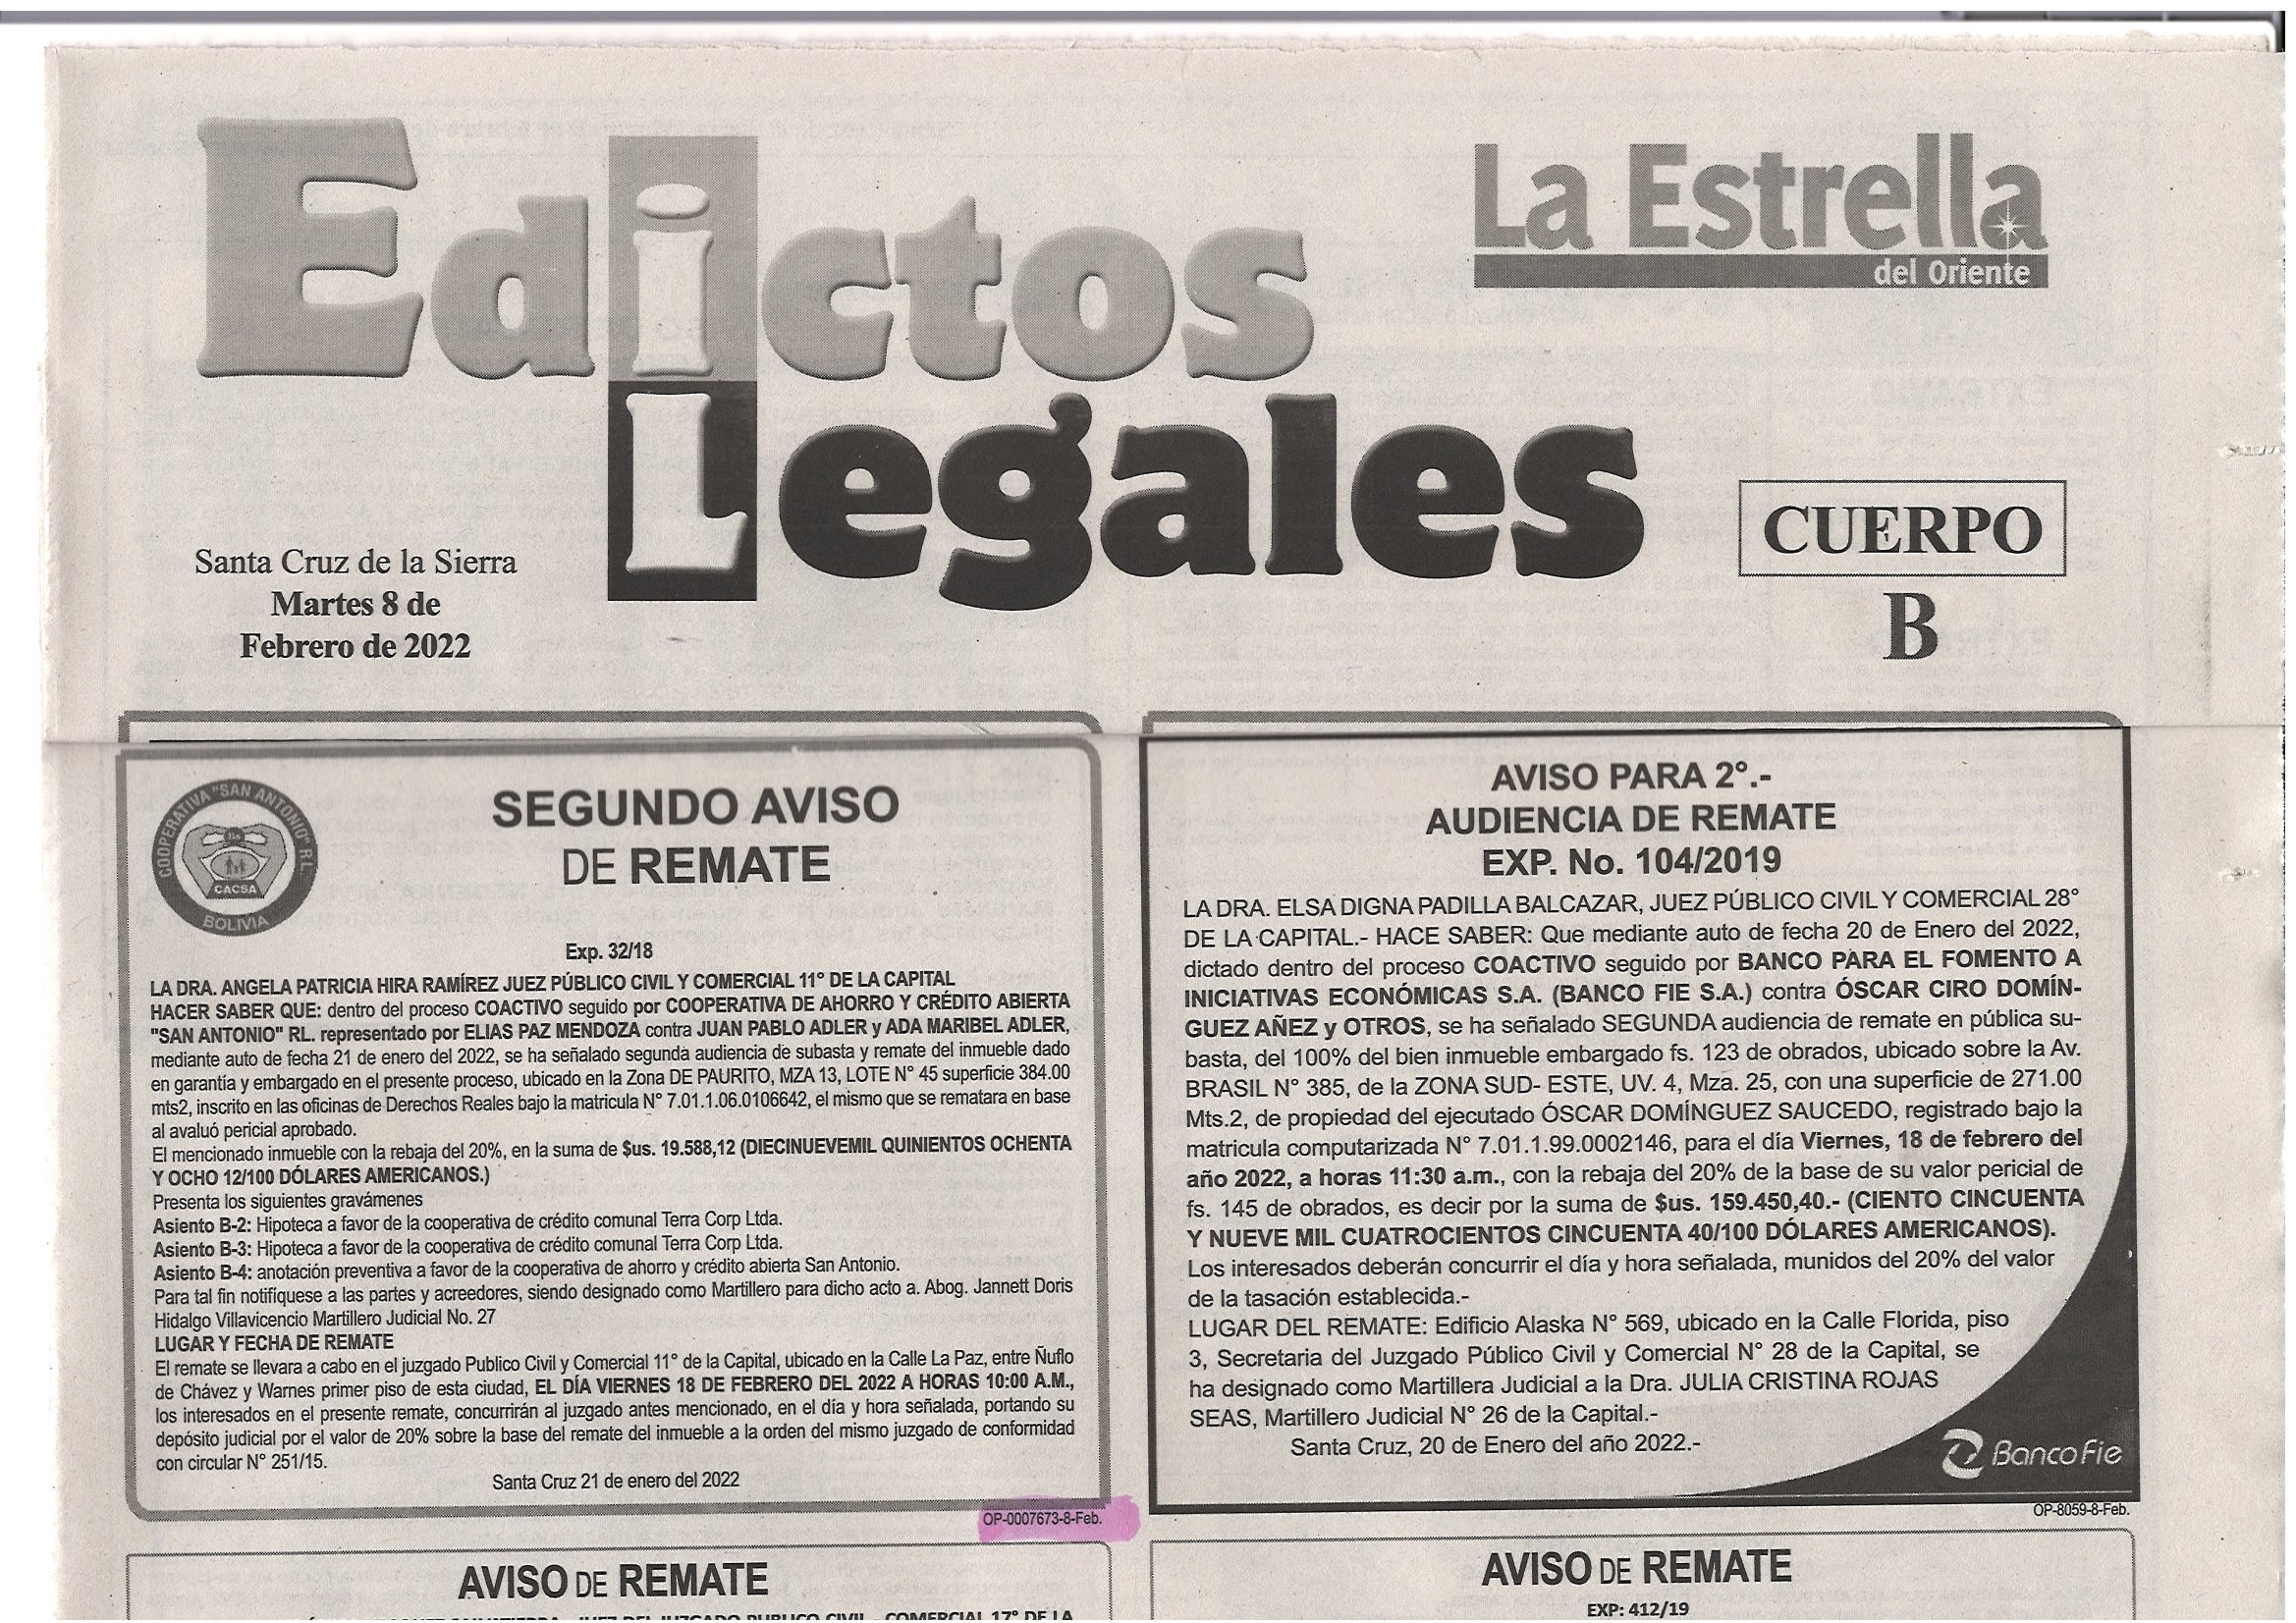 Edictos
Legales
La Estrella
del Oriente
CUERPO
B
Santa Cruz de la Sierra
Martes 8 de
Febrero de 2022
COOPERATIVA "SAN ANTONIO" R.L.
Bs
CACSA
BOLIVIA
SEGUNDO AVISO
DE REMATE
Exp. 32/18
LA DRA. ANGELA PATRICIA HIRA RAMÍREZ JUEZ PÚBLICO CIVIL Y COMERCIAL 11° DE LA CAPITAL
HACER SABER QUE: dentro del proceso COACTIVO seguido por COOPERATIVA DE AHORRO Y CRÉDITO ABIERTA
"SAN ANTONIO" RL. representado por ELIAS PAZ MENDOZA contra JUAN PABLO ADLER y ADA MARIBEL ADLER,
mediante auto de fecha 21 de enero del 2022, se ha señalado segunda audiencia de subasta y remate del inmueble dado
en garantía y embargado en el presente proceso, ubicado en la Zona DE PAURITO, MZA 13, LOTE N° 45 superficie 384.00
mts2, inscrito en las oficinas de Derechos Reales bajo la matricula N° 7.01.1.06.0106642, el mismo que se rematara en base
al avaluó pericial aprobado.
El mencionado inmueble con la rebaja del 20%, en la suma de $us. 19.588,12 (DIECINUEVEMIL QUINIENTOS OCHENTA
Y OCHO 12/100 DÓLARES AMERICANOS.)
Presenta los siguientes gravámenes
Asiento B-2: Hipoteca a favor de la cooperativa de crédito comunal Terra Corp Ltda.
Asiento B-3: Hipoteca a favor de la cooperativa de crédito comunal Terra Corp Ltda.
Asiento B-4: anotación preventiva a favor de la cooperativa de ahorro y crédito abierta San Antonio.
Para tal fin notifíquese a las partes y acreedores, siendo designado como Martillero para dicho acto a. Abog. Jannett Doris
Hidalgo Villavicencio Martillero Judicial No. 27
LUGAR Y FECHA DE REMATE
El remate se llevara a cabo en el juzgado Publico Civil y Comercial 11° de la Capital, ubicado en la Calle La Paz, entre Ñuflo
de Chávez y Warnes primer piso de esta ciudad, EL DÍA VIERNES 18 DE FEBRERO DEL 2022 A HORAS 10:00 A.M.,
los interesados en el presente remate, concurrirán al juzgado antes mencionado, en el día y hora señalada, portando su
depósito judicial por el valor de 20% sobre la base del remate del inmueble a la orden del mismo juzgado de conformidad
con circular N° 251/15.
Santa Cruz 21 de enero del 2022
OP-0007673-8-Feb.
AVISO PARA 2°.-
AUDIENCIA DE REMATE
EXP. No. 104/2019
LA DRA. ELSA DIGNA PADILLA BALCAZAR, JUEZ PÚBLICO CIVIL Y COMERCIAL 28°
DE LA CAPITAL.- HACE SABER: Que mediante auto de fecha 20 de Enero del 2022,
dictado dentro del proceso COACTIVO seguido por BANCO PARA EL FOMENTO A
INICIATIVAS ECONÓMICAS S.A. (BANCO FIE S.A.) contra ÓSCAR CIRO DOMÍN-
GUEZ AÑEZ y OTROS, se ha señalado SEGUNDA audiencia de remate en pública su-
basta, del 100% del bien inmueble embargado fs. 123 de obrados, ubicado sobre la Av.
BRASIL N° 385, de la ZONA SUD- ESTE, UV. 4, Mza. 25, con una superficie de 271.00
Mts.2, de propiedad del ejecutado ÓSCAR DOMÍNGUEZ SAUCEDO, registrado bajo la
matricula computarizada N° 7.01.1.99.0002146, para el día Viernes, 18 de febrero del
año 2022, a horas 11:30 a.m., con la rebaja del 20% de la base de su valor pericial de
fs. 145 de obrados, es decir por la suma de $us. 159.450,40.- (CIENTO CINCUENTA
Y NUEVE MIL CUATROCIENTOS CINCUENTA 40/100 DÓLARES AMERICANOS).
Los interesados deberán concurrir el día y hora señalada, munidos del 20% del valor
de la tasación establecida.-
LUGAR DEL REMATE: Edificio Alaska N° 569, ubicado en la Calle Florida, piso
3, Secretaria del Juzgado Público Civil y Comercial N° 28 de la Capital, se
ha designado como Martillera Judicial a la Dra. JULIA CRISTINA ROJAS
SEAS, Martillero Judicial N° 26 de la Capital.-
Santa Cruz, 20 de Enero del año 2022.-
Banco Fie
OP-8059-8-Feb.
AVISO DE REMATE
JUEZ DEL JUZGADO PUBLICO CIVIL - COMERCIAL 17° DE LA
AVISO DE REMATE
EXP: 412/19